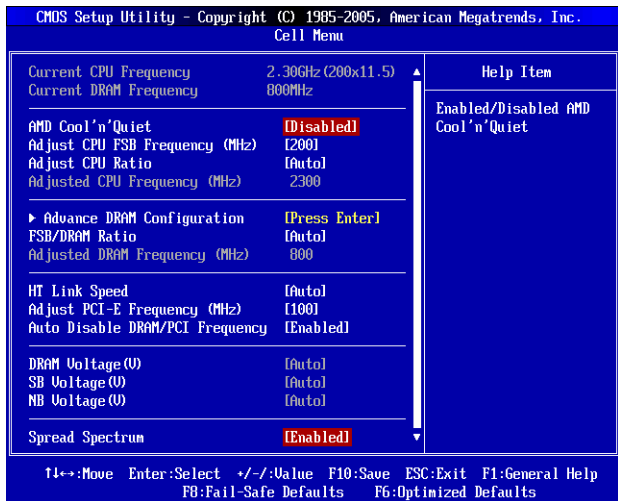 CMOS Setup Utility - Copyright (C) 1985-2005, American Megatrends, Inc.
Cell Menu
Current CPU Frequency 2.30GHz(200x11.5)
Current DRAM Frequency 800MHz
AMD Cool'n'Quiet [Disabled]
Adjust CPU FSB Frequency (MHz) [200]
Adjust CPU Ratio [Auto]
Adjusted CPU Frequency (MHz) 2300
Advance DRAM Configuration [Press Enter]
FSB/DRAM Ratio [Auto]
Adjusted DRAM Frequency (MHz) 800
HT Link Speed [Auto]
Adjust PCI-E Frequency (MHz) [100]
Auto Disable DRAM/PCI Frequency [Enabled]
DRAM Voltage(V) [Auto]
SB Voltage(V) [Auto]
NB Voltage(V) [Auto]
Spread Spectrum [Enabled]
Help Item
Enabled/Disabled AMD
Cool'n'Quiet
↑↓←→:Move Enter:Select +/-/:Value F10:Save ESC:Exit F1:General Help
F8:Fail-Safe Defaults F6:Optimized Defaults